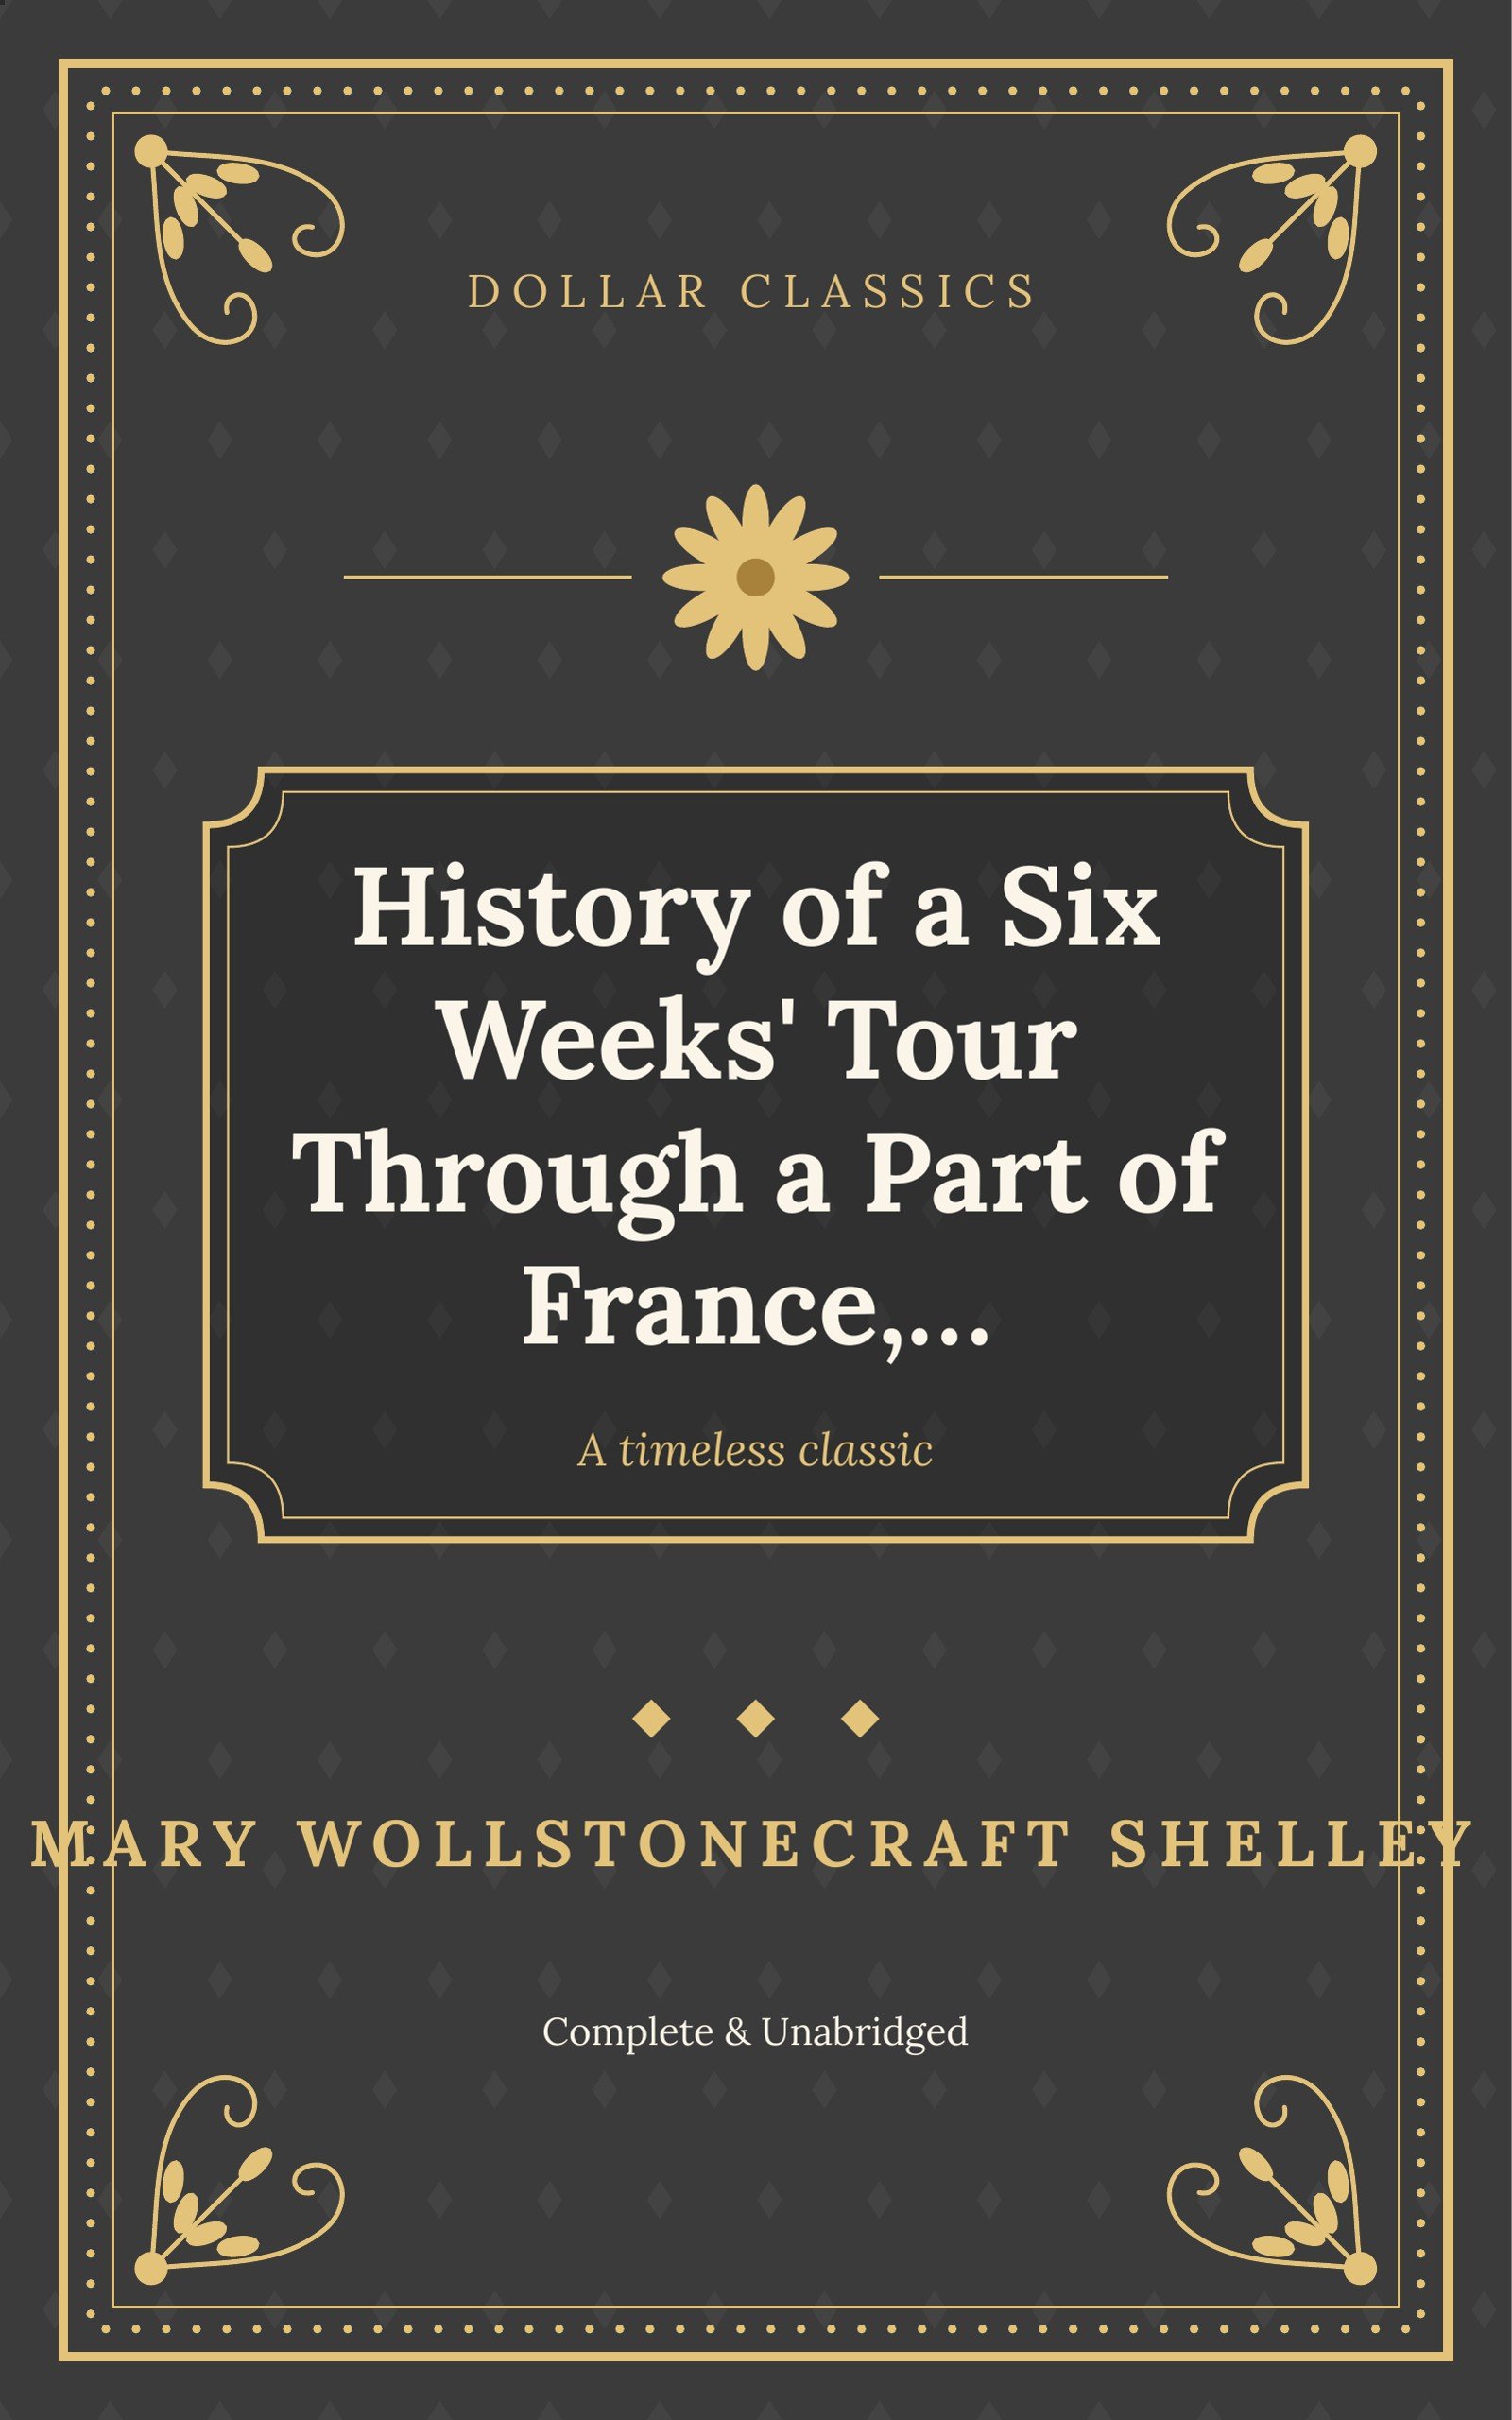 DOLLAR CLASSICS
History of a Six
Weeks' Tour
Through a Part of
France,...
A timeless classic
MARY WOLLSTONECRAFT SHELLEY
Complete & Unabridged